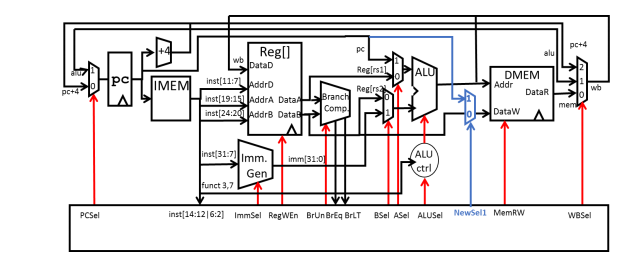 pc+4
alu
1
0
pc+4
pc
+4
IMEM
wb
inst[11:7]
inst[19:15]
inst[24:20]
inst[31:7]
funct 3,7
Reg[]
DataD
AddrD
AddrA DataA
AddrB DataB
Imm.
Gen
imm[31:0]
Branch
Comp.
pc
Reg[rs1]
Reg[rs2]
1
0
0
1
ALU
ALU
ctrl
1
0
DMEM
Addr
DataR
DataW
alu
pc+4
mem
2
1
0
wb
PCSel
inst[14:12|6:2]
ImmSel
RegWEn
BrUn
BrEq
BrLT
BSel
ASel
ALUSel
NewSel1
MemRW
WBSel